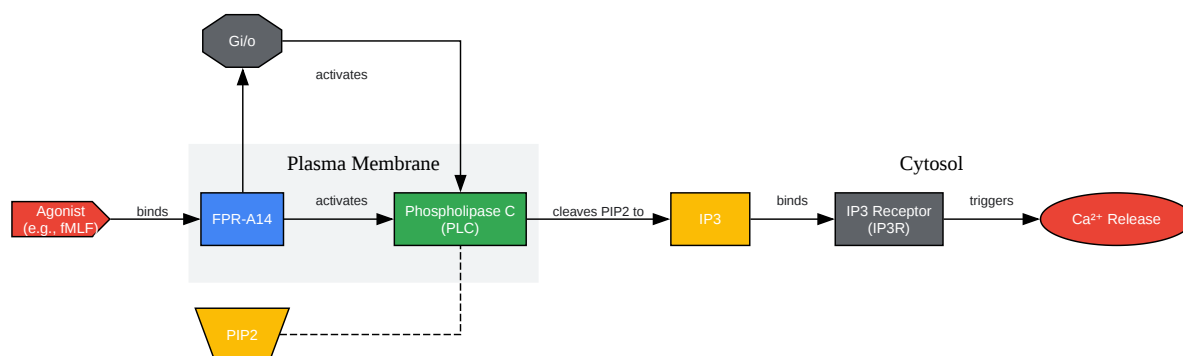 Gi/o
activates
Plasma Membrane
Cytosol
Agonist
(e.g., fMLF)
binds
FPR-A14
activates
Phospholipase C
(PLC)
cleaves PIP2 to
IP3
binds
IP3 Receptor
(IP3R)
triggers
Ca²⁺ Release
PIP2